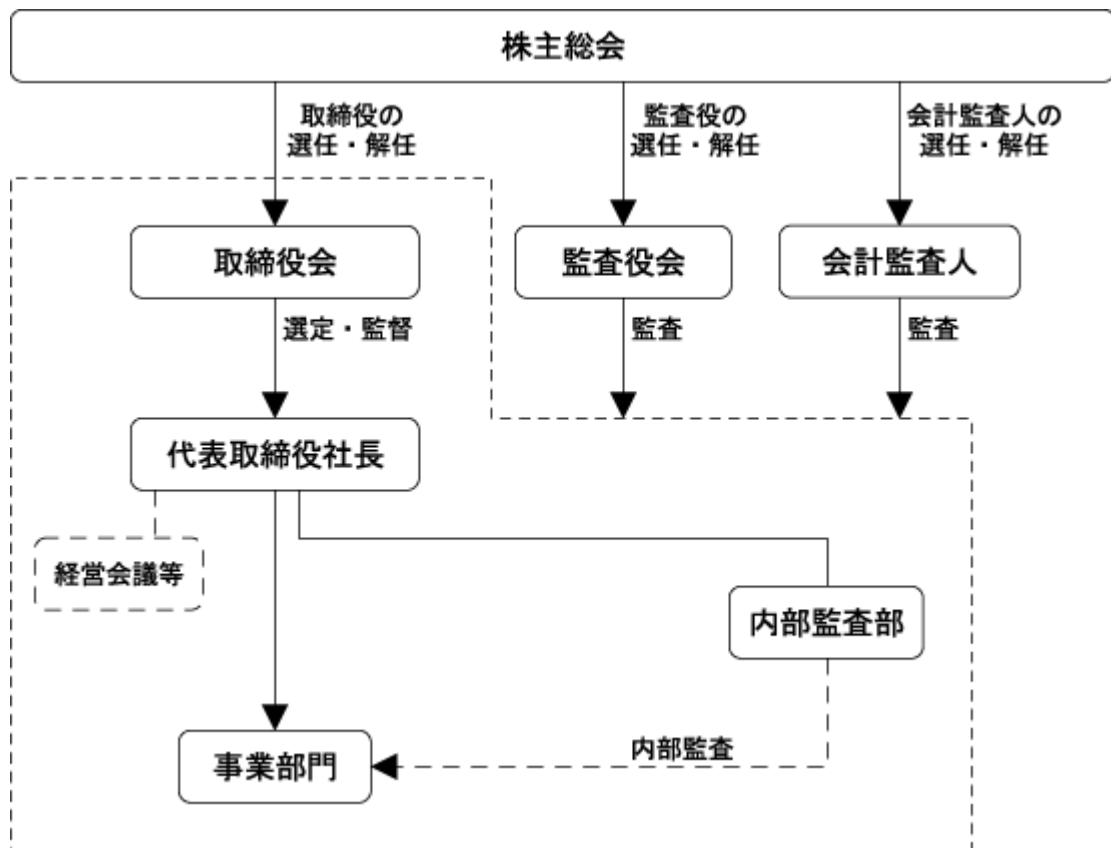 株主総会
取締役の
選任・解任
監査役の
選任・解任
会計監査人の
選任・解任
取締役会
監査役会
会計監査人
選定・監督
監査
監査
代表取締役社長
経営会議等
内部監査部
内部監査
事業部門